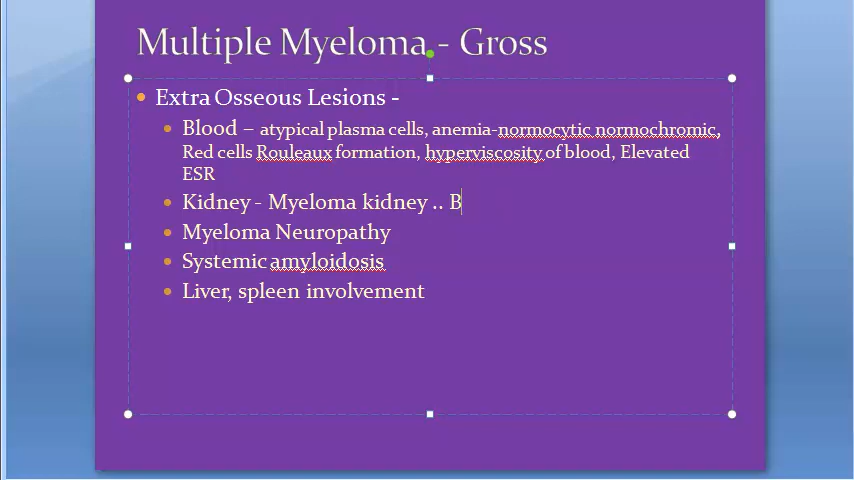 Multiple Myeloma - Gross
Extra Osseous Lesions -
Blood – atypical plasma cells, anemia-normocytic normochromic,
Red cells Rouleaux formation, hyperviscosity of blood, Elevated
ESR
Kidney - Myeloma kidney .. B
Myeloma Neuropathy
Systemic amyloidosis
Liver, spleen involvement